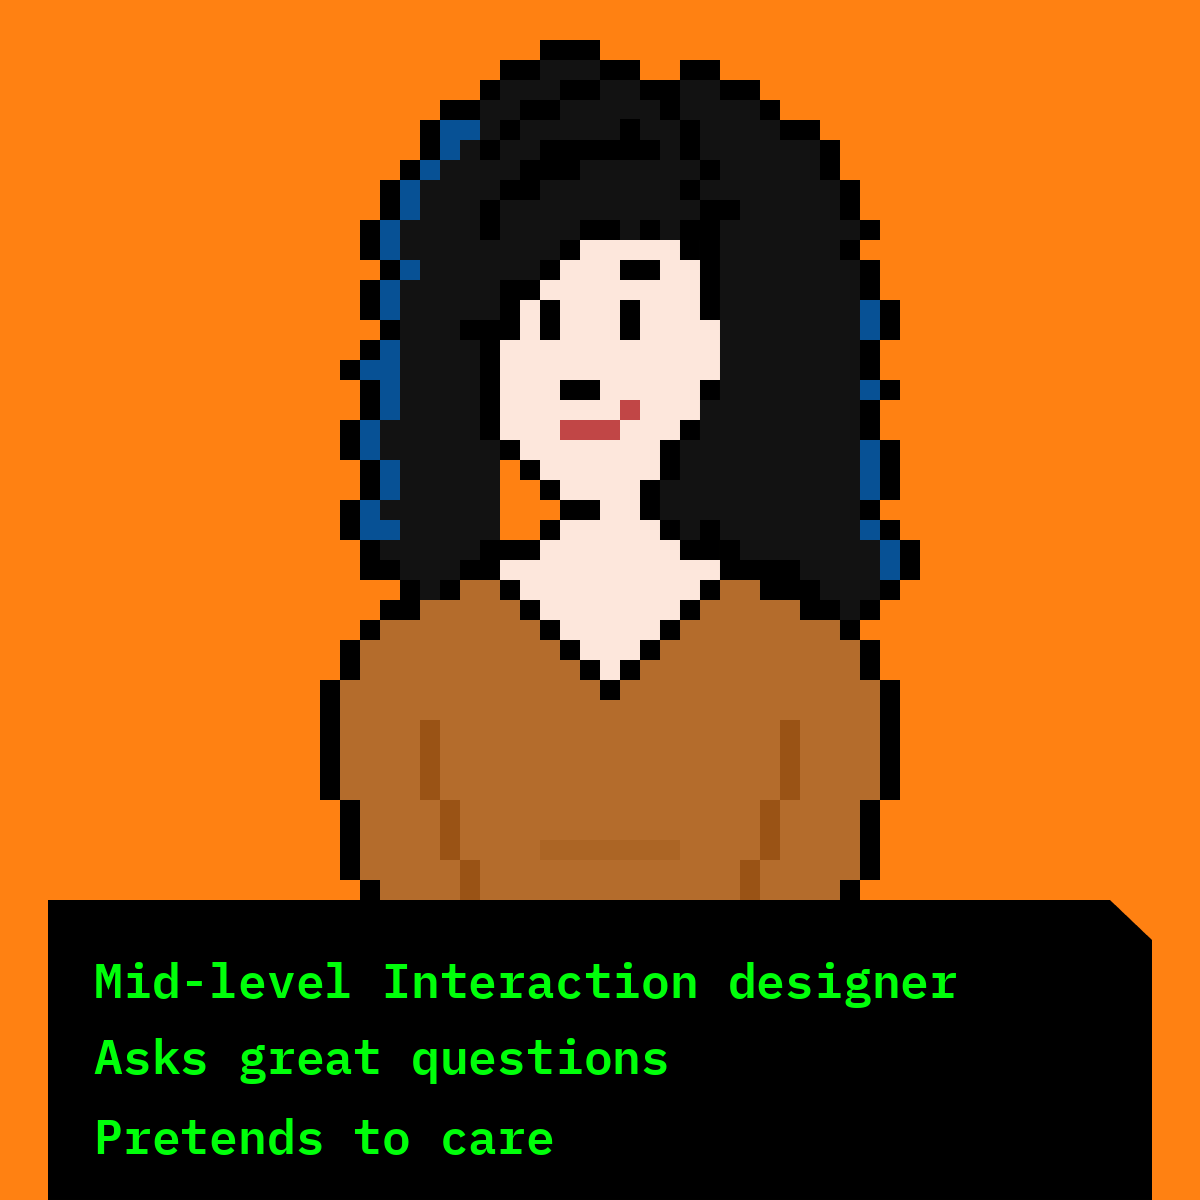 Mid-level Interaction designer
Asks great questions
Pretends to care